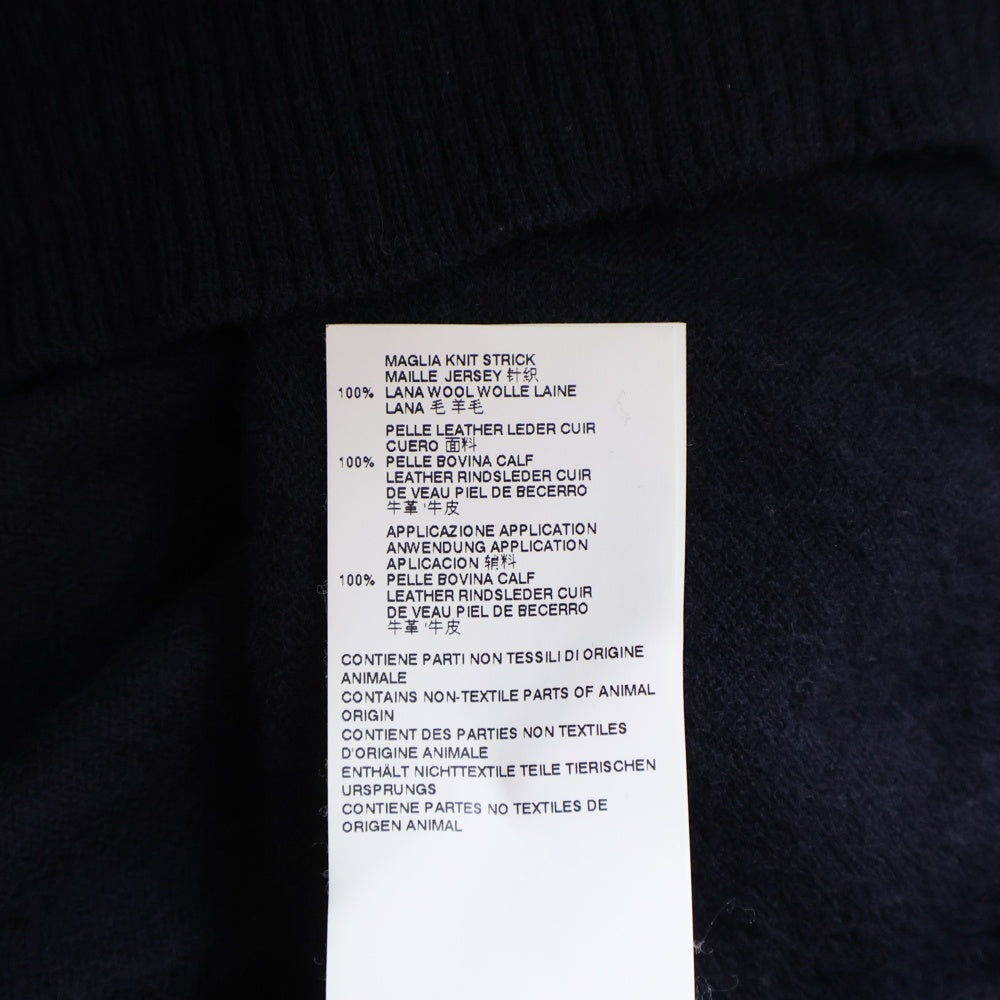 MAGLIA KNIT STRICK
MAILLE JERSEY 针织
100% LANA WOOL WOLLE LAINE
LANA 毛 羊毛
PELLE LEATHER LEDER CUIR
CUERO 面料
100% PELLE BOVINA CALF
LEATHER RINDSLEDER CUIR
DE VEAU PIEL DE BECERRO
牛革'牛皮
APPLICAZIONE APPLICATION
ANWENDUNG APPLICATION
APLICACION 辅料
100% PELLE BOVINA CALF
LEATHER RINDSLEDER CUIR
DE VEAU PIEL DE BECERRO
牛革'牛皮
CONTIENE PARTI NON TESSILI DI ORIGINE
ANIMALE
CONTAINS NON-TEXTILE PARTS OF ANIMAL
ORIGIN
CONTIENT DES PARTIES NON TEXTILES
D'ORIGINE ANIMALE
ENTHÄLT NICHTTEXTILE TEILE TIERISCHEN
URSPRUNGS
CONTIENE PARTES NO TEXTILES DE
ORIGEN ANIMAL